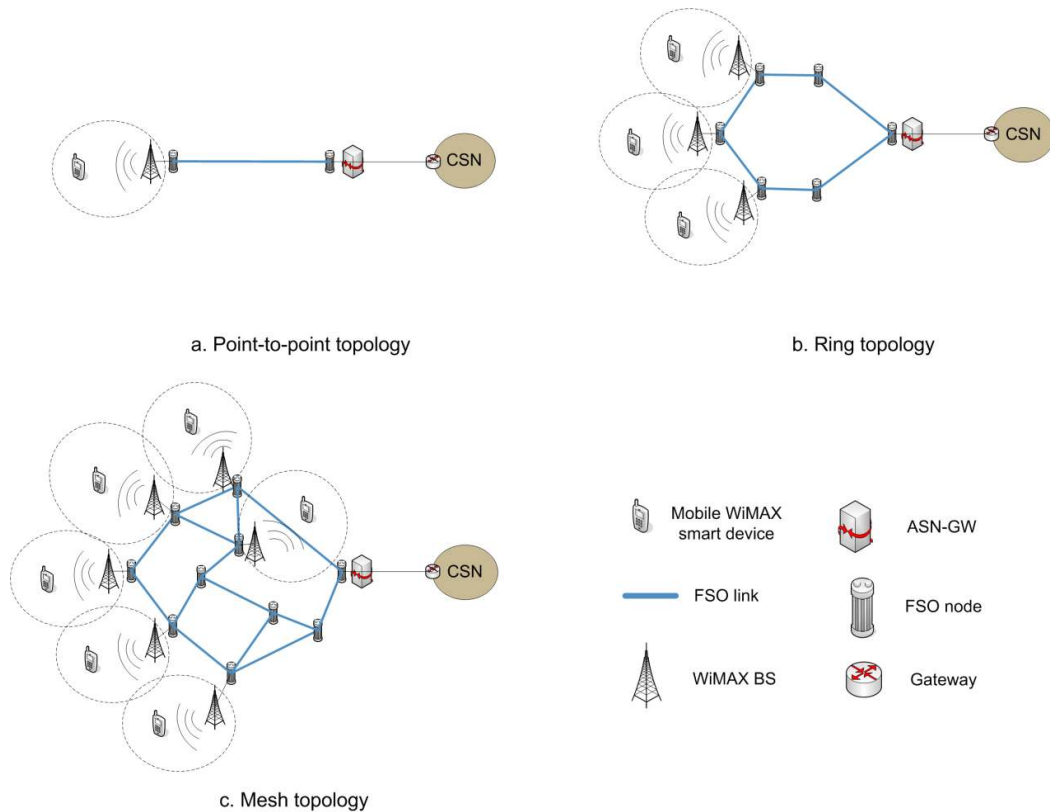 CSN
a. Point-to-point topology
CSN
b. Ring topology
CSN
c. Mesh topology
Mobile WiMAX
smart device
ASN-GW
FSO link
FSO node
WiMAX BS
Gateway